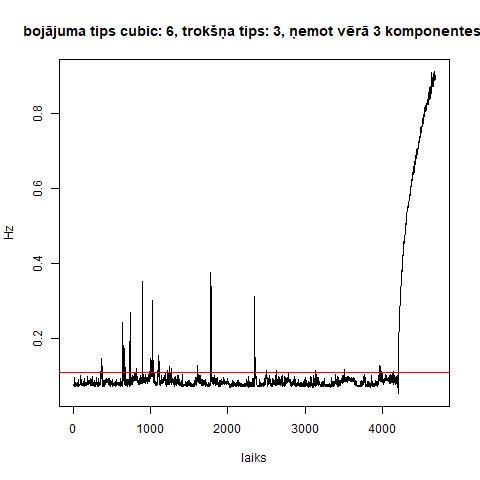 bojājuma tips cubic: 6, trokšņa tips: 3, ņemot vērā 3 komponentes
0.8
0.6
0.4
0.2
Hz
0 1000 2000 3000 4000
laiks